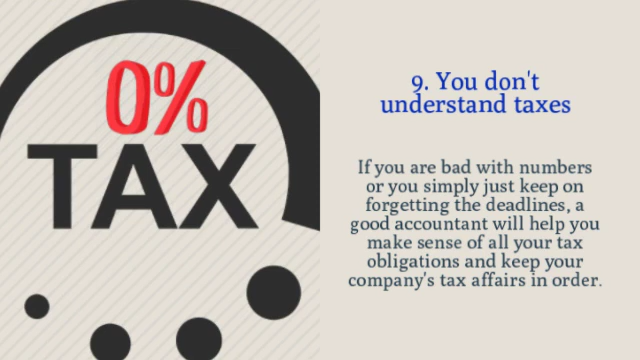 0%
TAX
9. You don't
understand taxes
If you are bad with numbers
or you simply just keep on
forgetting the deadlines, a
good accountant will help you
make sense of all your tax
obligations and keep your
company's tax affairs in order.